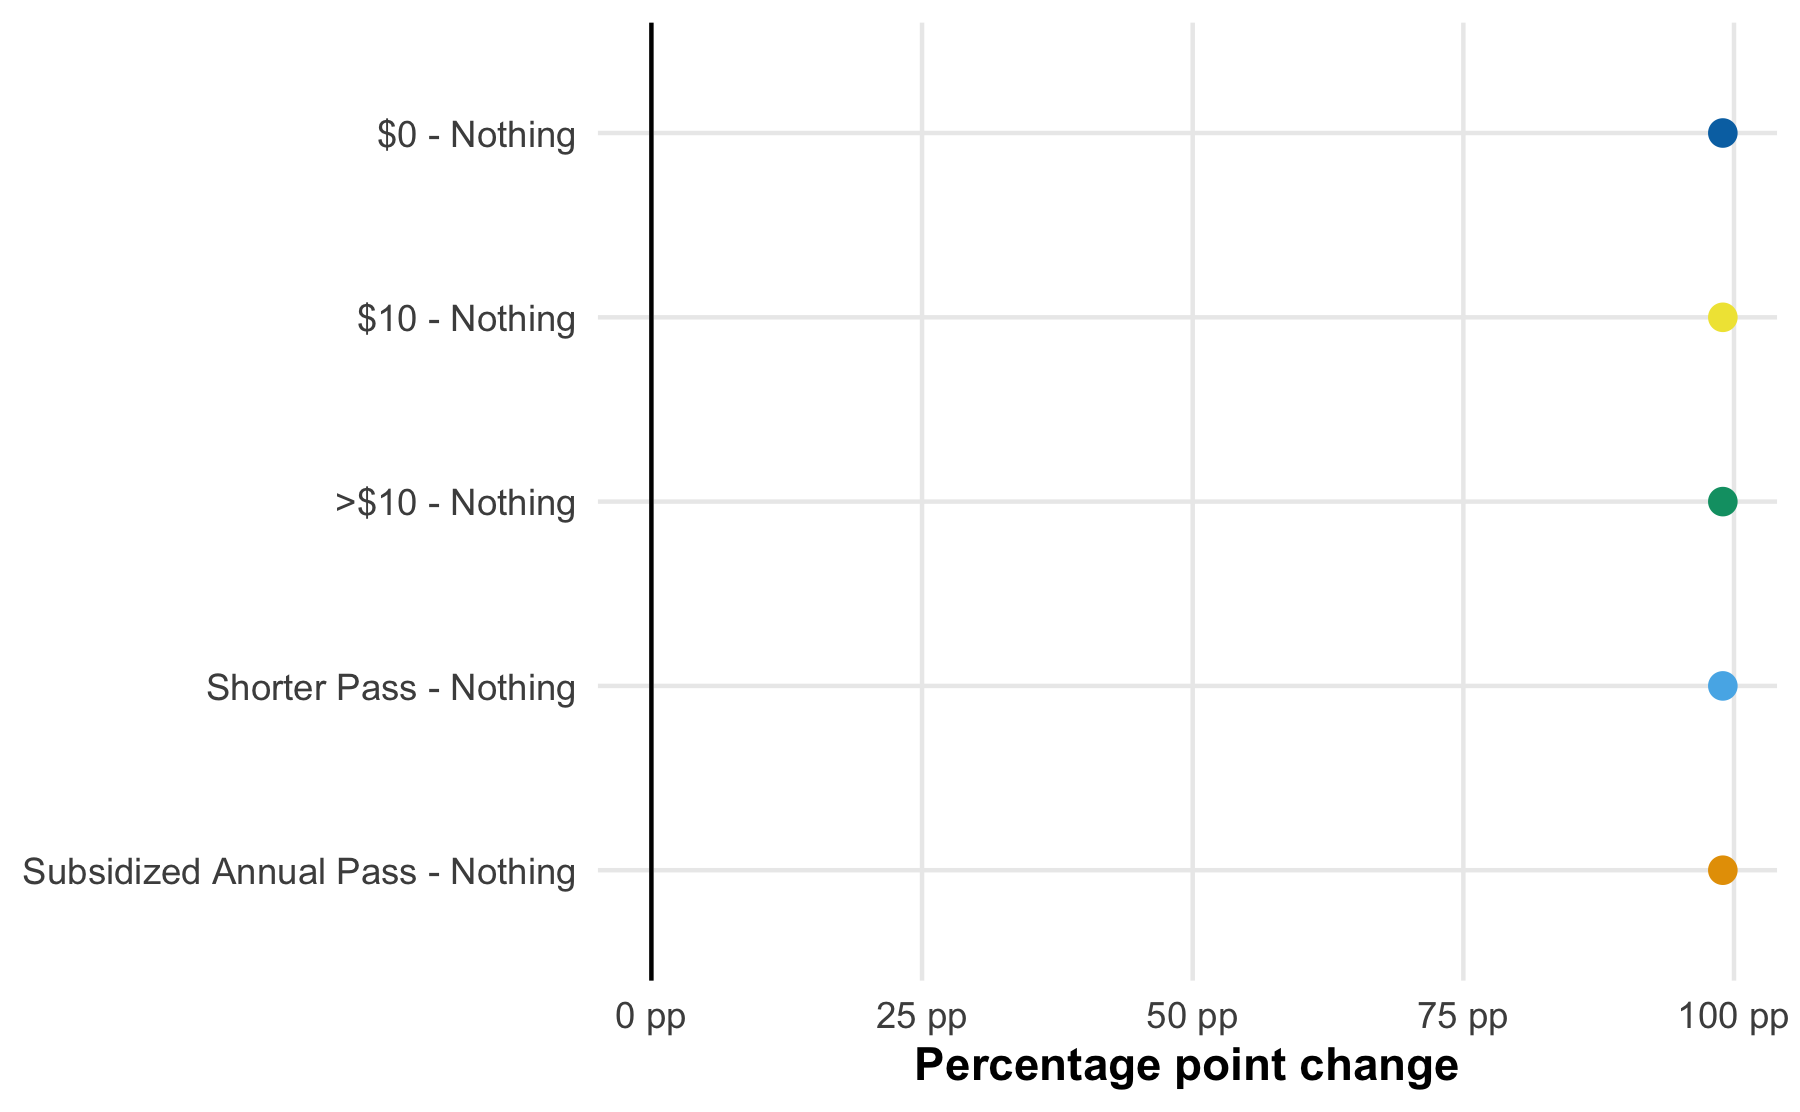 $0 - Nothing
$10 - Nothing
>$10 - Nothing
Shorter Pass - Nothing
Subsidized Annual Pass - Nothing
0 pp 25 pp 50 pp 75 pp 100 pp
Percentage point change